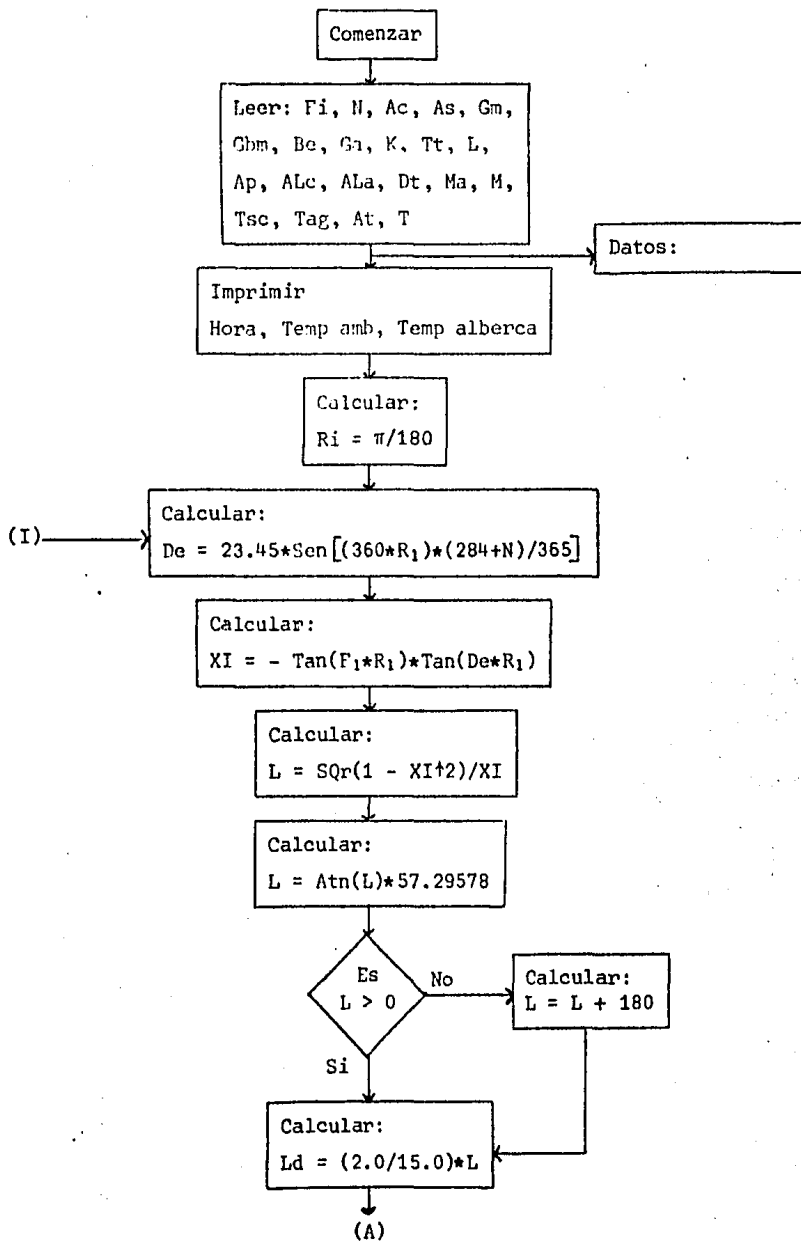 Comenzar
Leer: Fi, N, Ac, As, Gm,
Gbm, Be, Ga, K, Tt, L,
Ap, ALc, ALa, Dt, Ma, M,
Tsc, Tag, At, T
Datos:
Imprimir
Hora, Temp amb, Temp alberca
Calcular:
Ri = π/180
(I)
Calcular:
De = 23.45*Sen[(360*R₁)*(284+N)/365]
Calcular:
XI = - Tan(F₁*R₁)*Tan(De*R₁)
Calcular:
L = SQr(1 - XI↑2)/XI
Calcular:
L = Atn(L)*57.29578
Es
L > 0
No
Calcular:
L = L + 180
Si
Calcular:
Ld = (2.0/15.0)*L
(A)